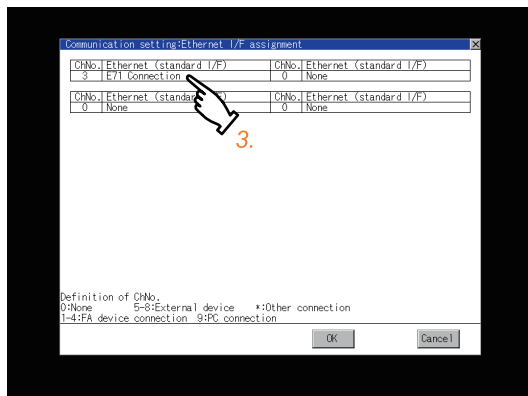 Communication setting:Ethernet I/F assignment
ChNo. Ethernet (standard I/F) ChNo. Ethernet (standard I/F)
3 E71 Connection 0 None
ChNo. Ethernet (standard I/F) ChNo. Ethernet (standard I/F)
0 None 0 None
3.
Definition of ChNo.
0:None 5-8:External device *:Other connection
1-4:FA device connection 9:PC connection
OK Cancel